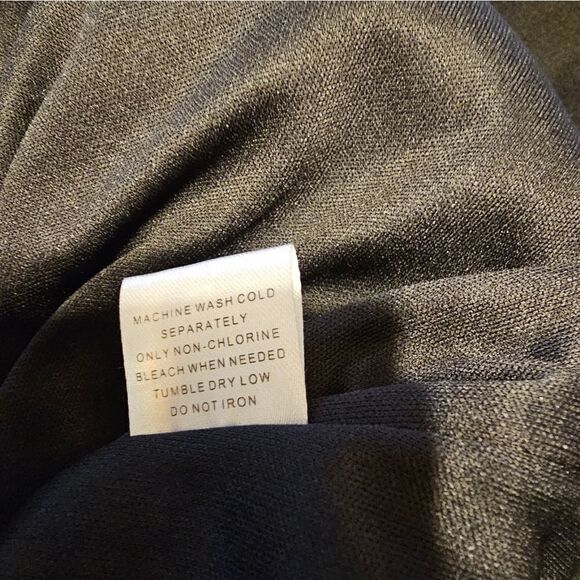 MACHINE WASH COLD
SEPARATELY
ONLY NON-CHLORINE
BLEACH WHEN NEEDED
TUMBLE DRY LOW
DO NOT IRON